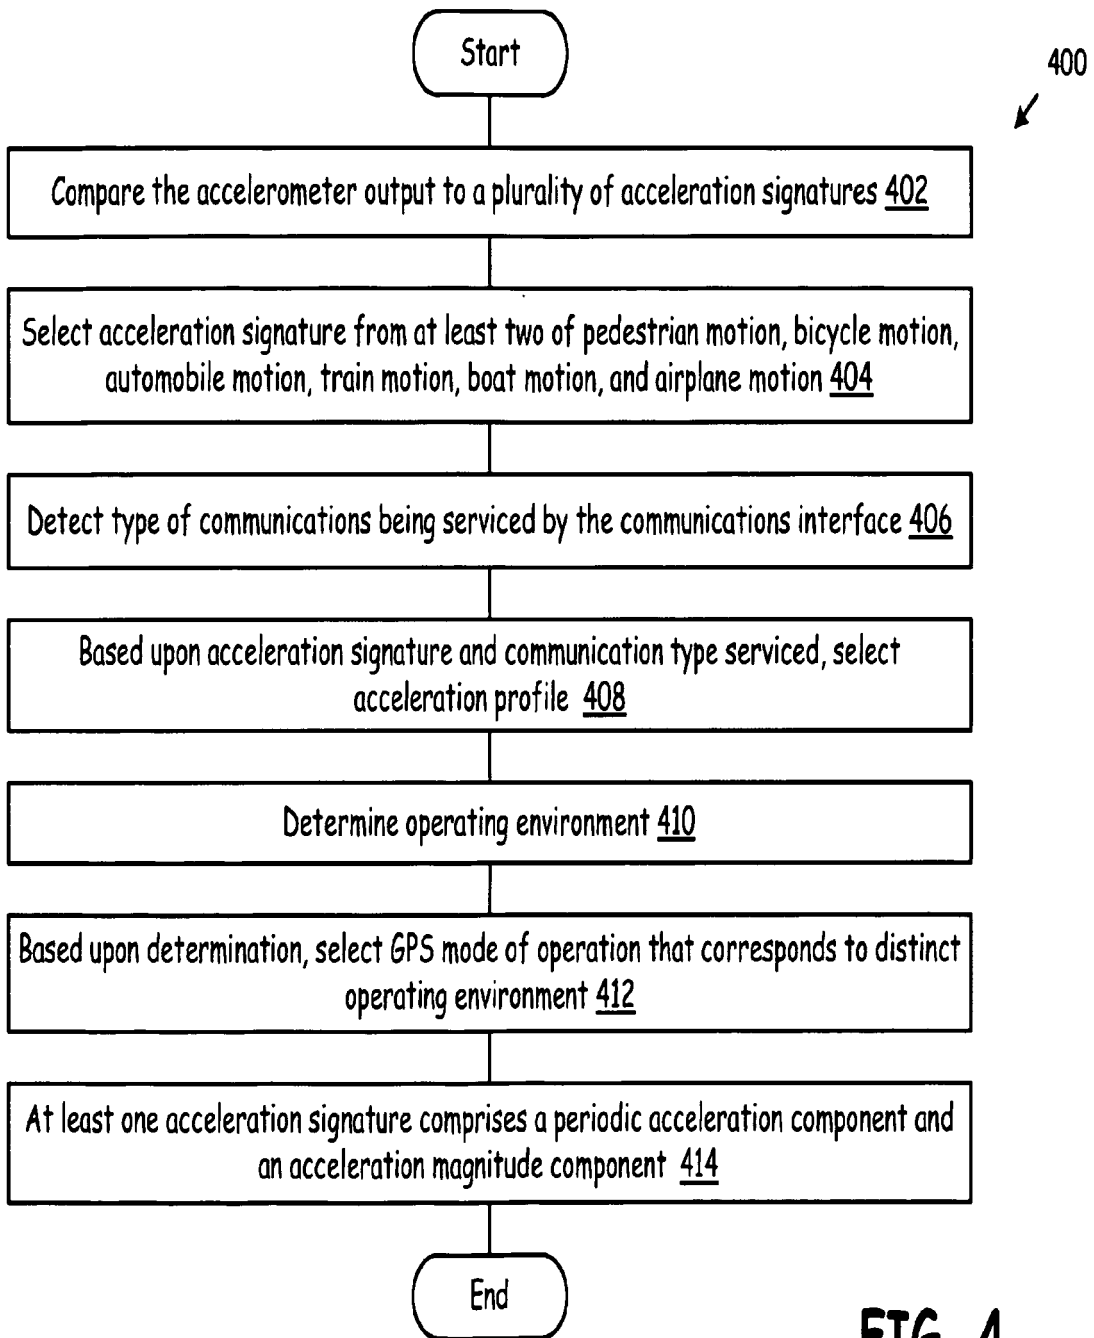 Start
400
Compare the accelerometer output to a plurality of acceleration signatures 402
Select acceleration signature from at least two of pedestrian motion, bicycle motion,
automobile motion, train motion, boat motion, and airplane motion 404
Detect type of communications being serviced by the communications interface 406
Based upon acceleration signature and communication type serviced, select
acceleration profile 408
Determine operating environment 410
Based upon determination, select GPS mode of operation that corresponds to distinct
operating environment 412
At least one acceleration signature comprises a periodic acceleration component and
an acceleration magnitude component 414
End
FIG. 4